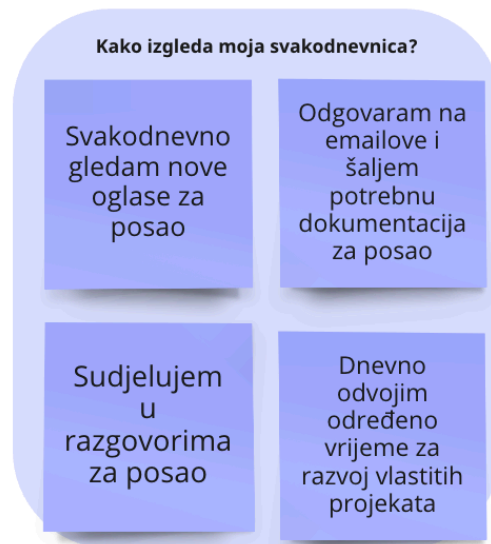 Kako izgleda moja svakodnevnica?
Svakodnevno
gledam nove
oglase za
posao
Odgovaram na
emailove i
šaljem
potrebnu
dokumentacija
za posao
Sudjelujem
u
razgovorima
za posao
Dnevno
odvojim
određeno
vrijeme za
razvoj vlastitih
projekata